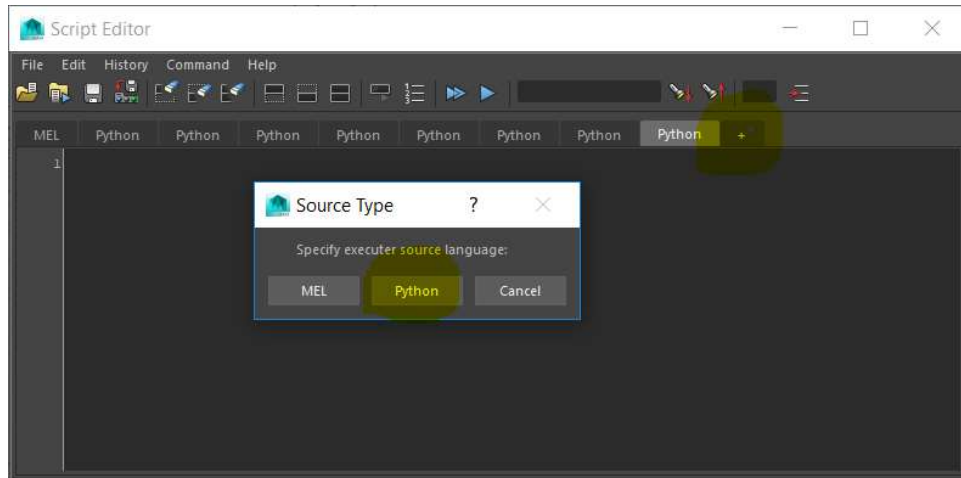 Script Editor
File Edit History Command Help
MEL Python Python Python Python Python Python Python Python +
1
Source Type ? 
Specify executer source language:
MEL Python Cancel